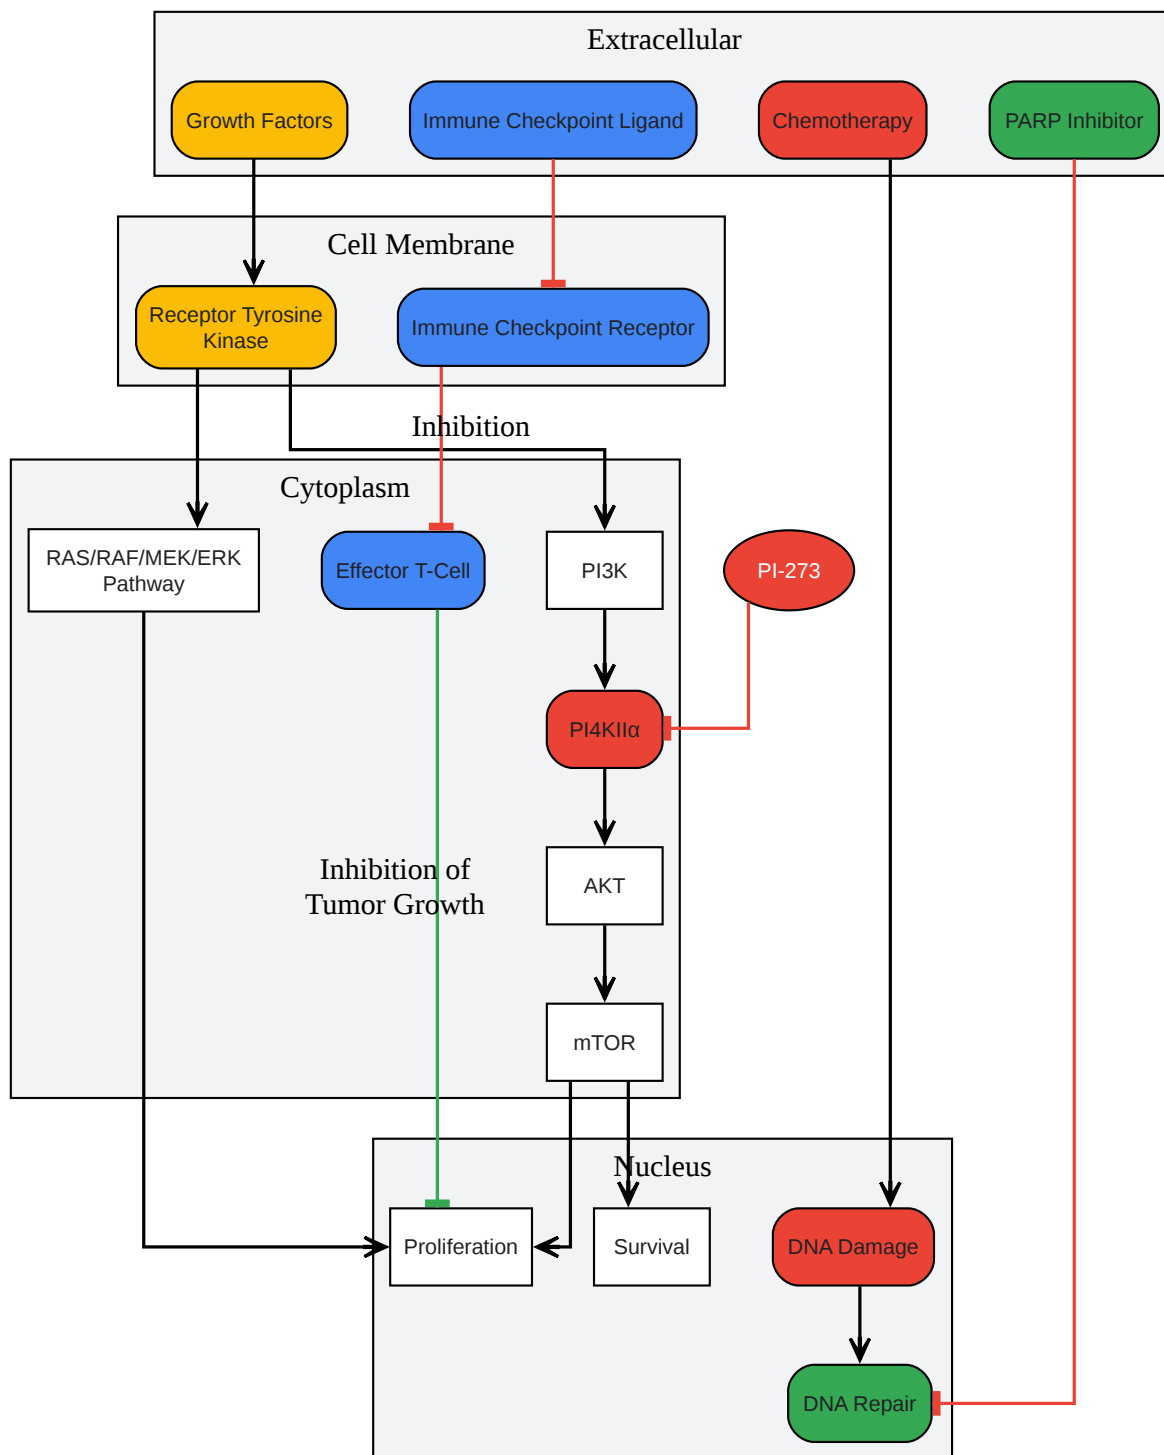 Extracellular
Growth Factors
Immune Checkpoint Ligand
Chemotherapy
PARP Inhibitor
Cell Membrane
Receptor Tyrosine
Kinase
Immune Checkpoint Receptor
Inhibition
Cytoplasm
RAS/RAF/MEK/ERK
Pathway
Effector T-Cell
PI3K
PI-273
PI4KIIα
Inhibition of
Tumor Growth
AKT
mTOR
Nucleus
Proliferation
Survival
DNA Damage
DNA Repair